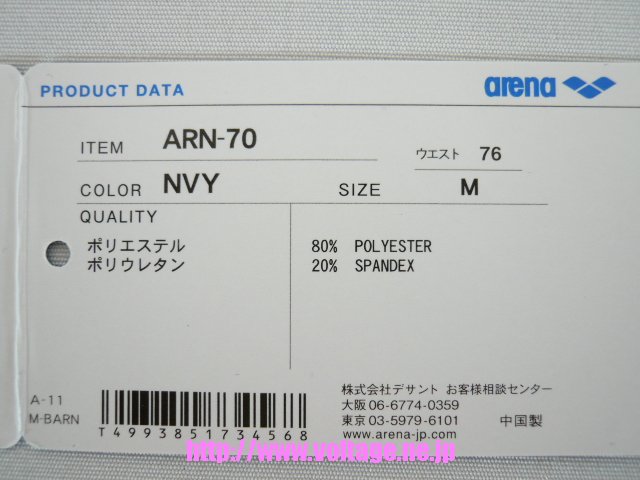 PRODUCT DATA
arena
ITEM ARN-70
ウエスト 76
COLOR NVY SIZE M
QUALITY
ポリエステル 80% POLYESTER
ポリウレタン 20% SPANDEX
A-11
M-BARN
T4993851734568
株式会社デサント お客様相談センター
大阪 06-6774-0359
東京 03-5979-6101 中国製
www.arena-jp.com
http://www.voltage.ne.jp